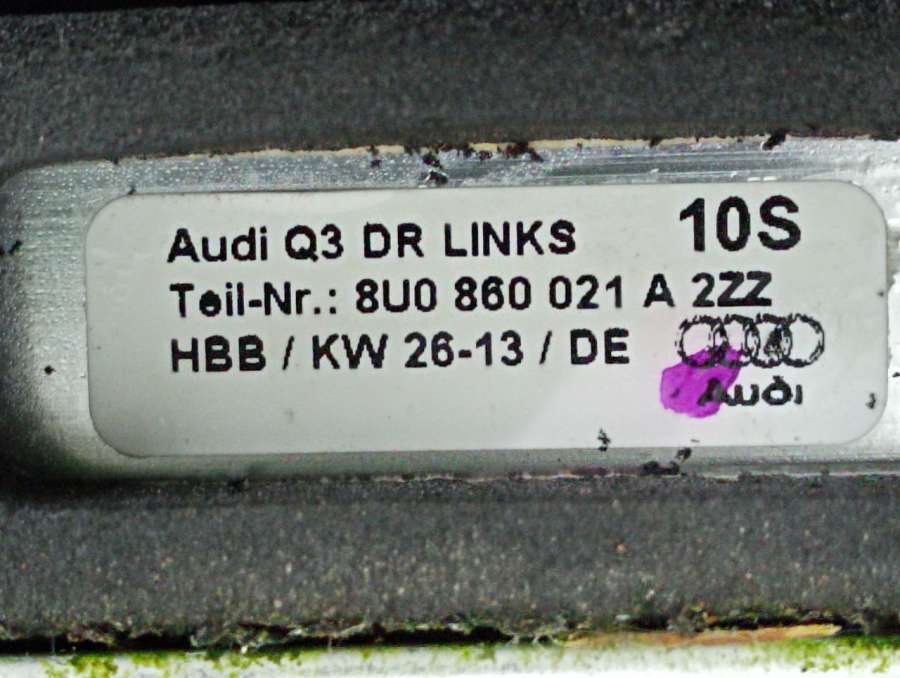 Audi Q3 DR LINKS 10S
Teil-Nr.: 8U0 860 021 A 2ZZ
HBB / KW 26-13 / DE
Audi